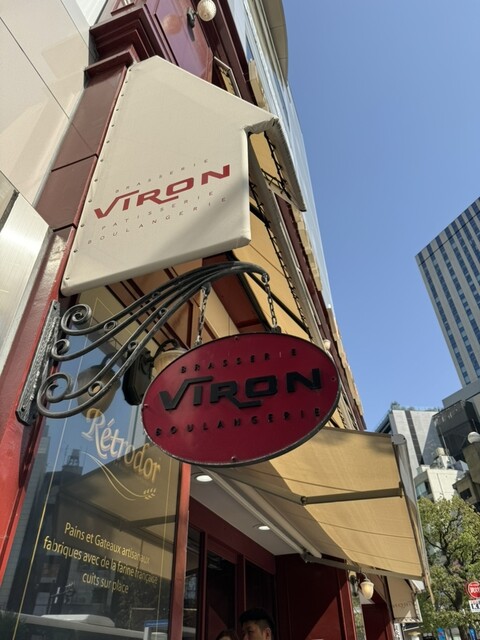 BRASSERIE
VIRON
PATISSERIE
BOULANGERIE
BRASSERIE
VIRON
BOULANGERIE
Rétrodor
Pains et Gateaux artisanaux
fabriques avec de la farine française
cuits sur place